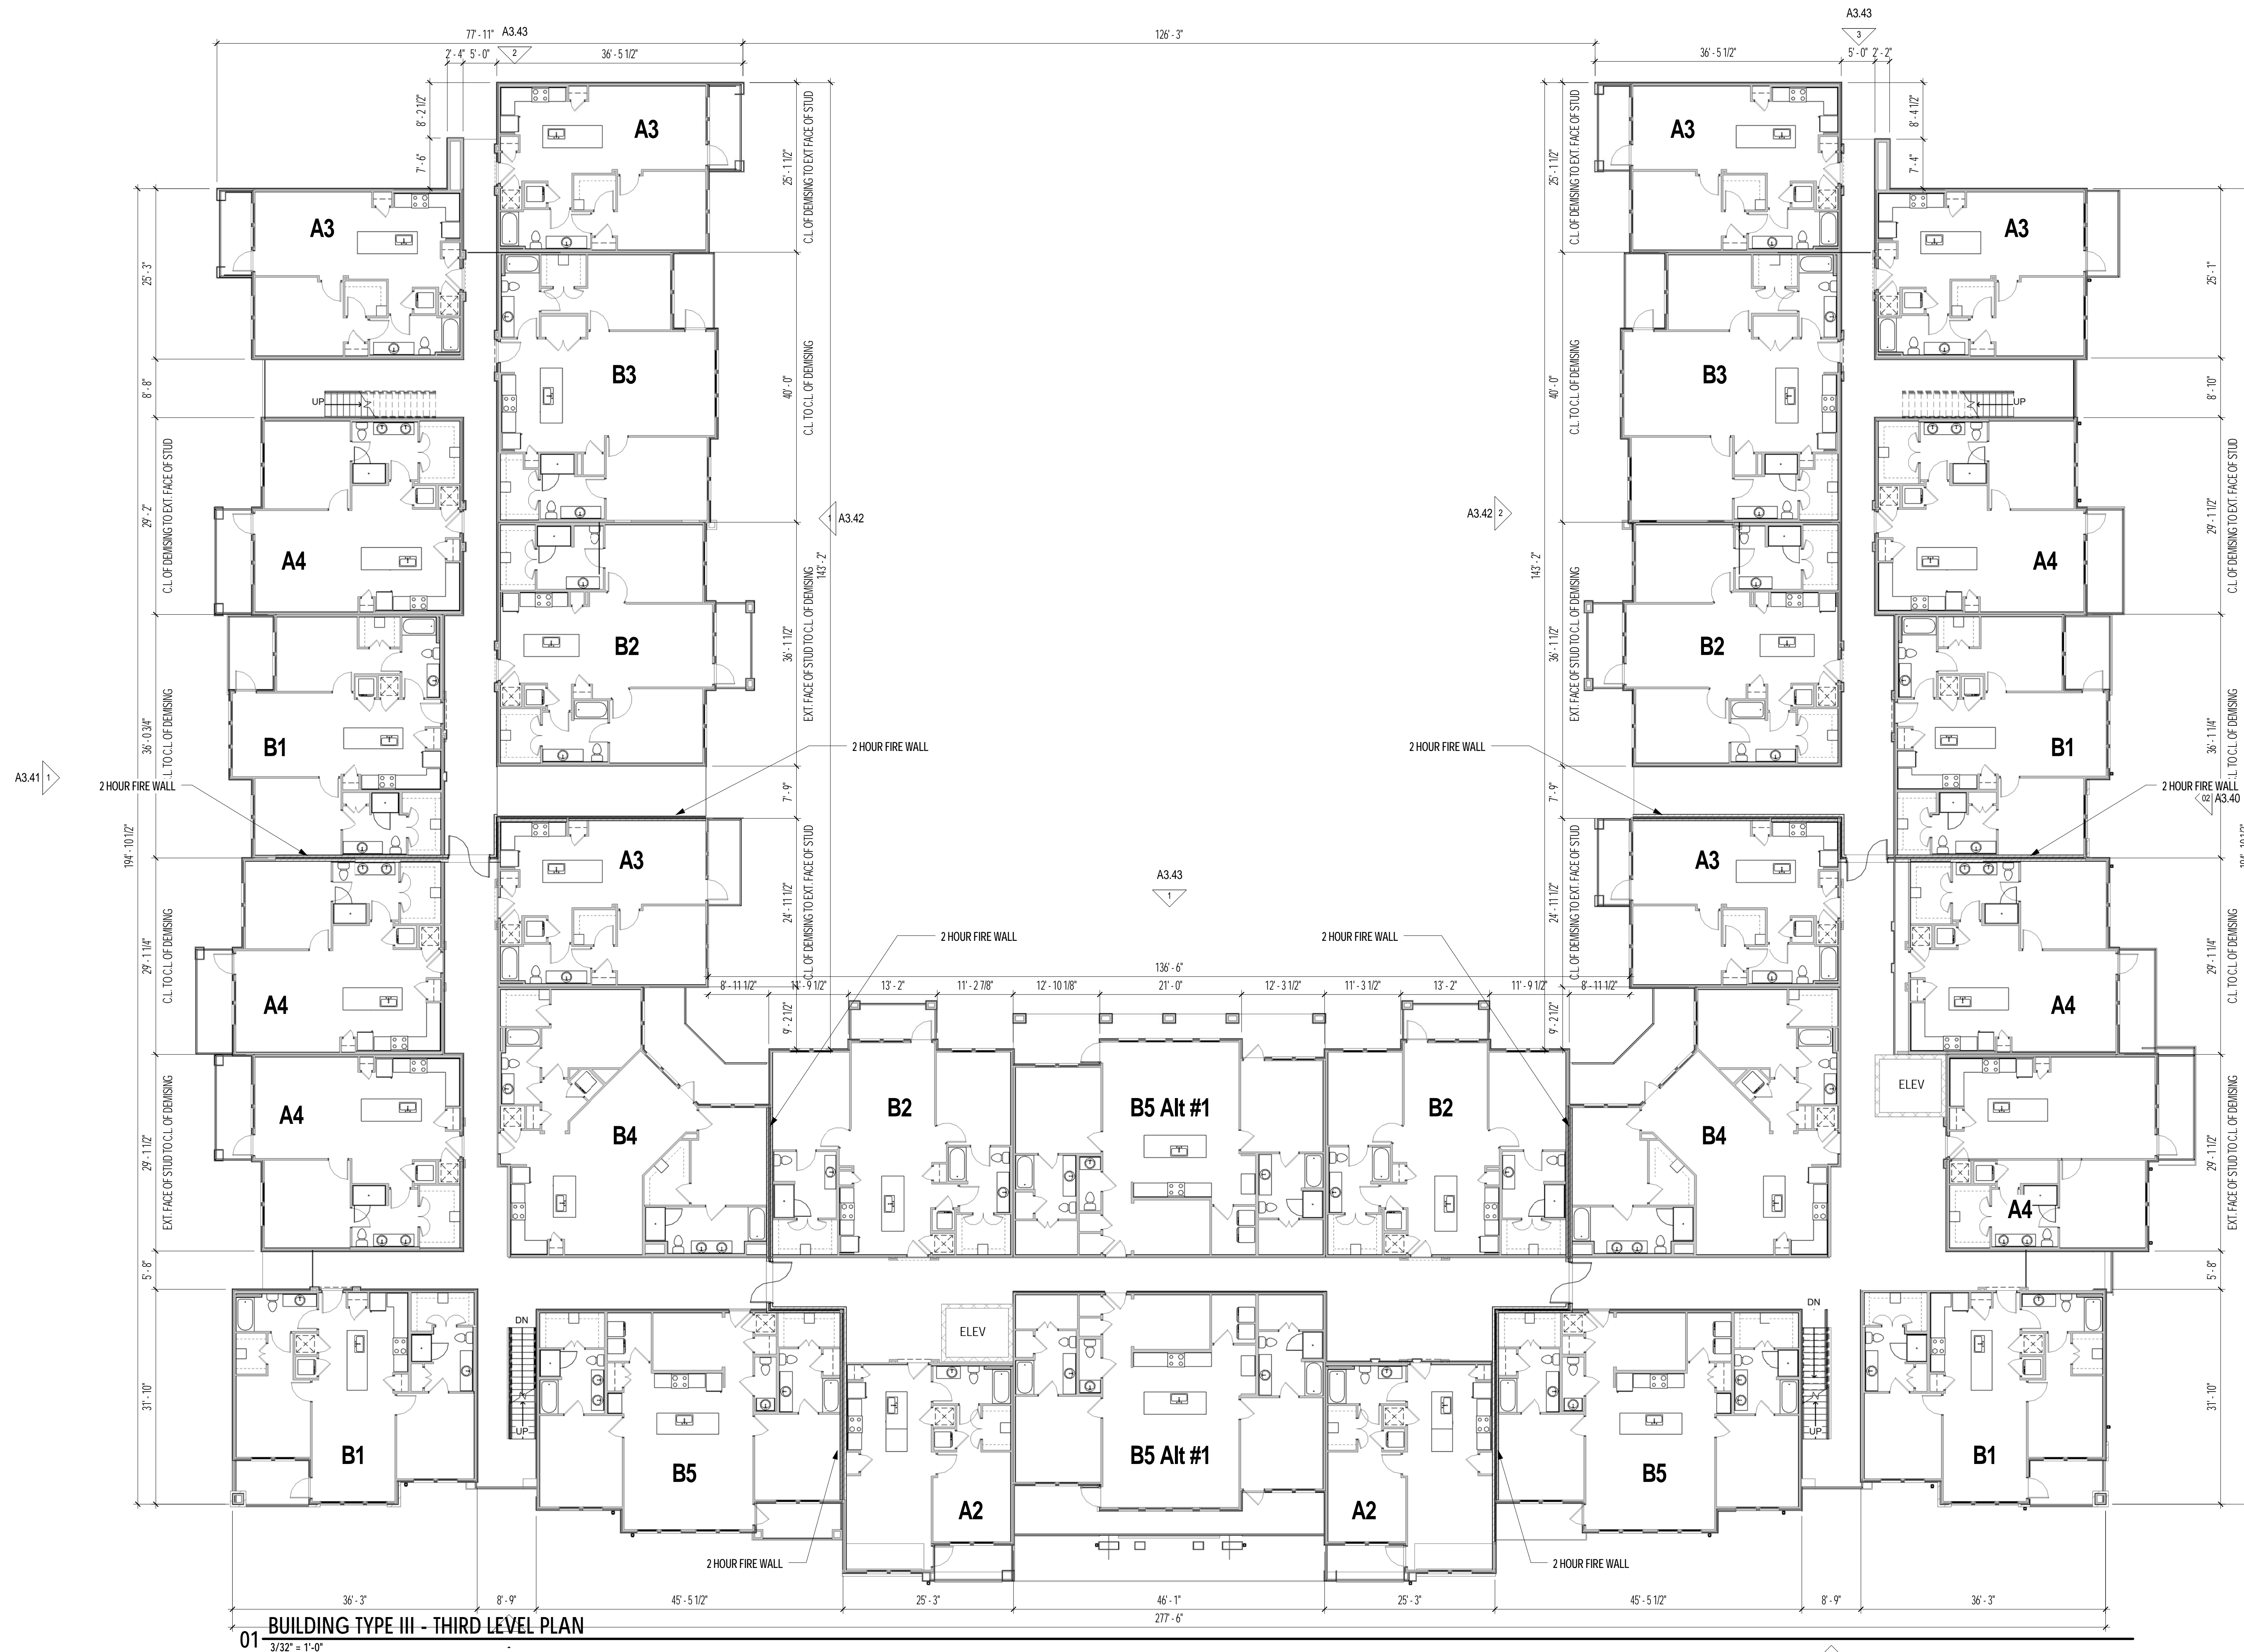 A3.43
A3.43
77' - 11"
126' - 3"
2
3
2' - 4"
5' - 0"
36' - 5 1/2"
36' - 5 1/2"
5' - 0"
2' - 2"
8' - 2 1/2"
7' - 6"
8' - 4 1/2"
7' - 4"
A3
A3
25' - 1 1/2"
C.L. OF DEMISING TO EXT FACE OF STUD
25' - 1 1/2"
C.L. OF DEMISING TO EXT. FACE OF STUD
A3
A3
25' - 3"
25' - 1"
B3
B3
40' - 0"
C.L. TO C.L. OF DEMISING
40' - 0"
C.L. TO C.L. OF DEMISING
8' - 8"
UP
UP
8' - 10"
29' - 2"
C.L. OF DEMISING TO EXT. FACE OF STUD
29' - 1 1/2"
C.L. OF DEMISING TO EXT. FACE OF STUD
1
A3.42
A3.42
2
A4
A4
143' - 2"
143' - 2"
B2
B2
36' - 1 1/2"
EXT. FACE OF STUD TO C.L. OF DEMISING
36' - 1 1/2"
EXT. FACE OF STUD TO C.L. OF DEMISING
B1
B1
36' - 0 3/4"
.L TO C.L. OF DEMISING
36' - 1 1/4"
.L TO C.L. OF DEMISING
2 HOUR FIRE WALL
2 HOUR FIRE WALL
A3.41
1
2 HOUR FIRE WALL
2 HOUR FIRE WALL
02
A3.40
7' - 9"
7' - 9"
194' - 10 1/2"
A3
A3
24' - 11 1/2"
C.L. OF DEMISING TO EXT. FACE OF STUD
24' - 11 1/2"
C.L. OF DEMISING TO EXT. FACE OF STUD
A3.43
1
2 HOUR FIRE WALL
2 HOUR FIRE WALL
29' - 1 1/4"
C.L. TO C.L. OF DEMISING
29' - 1 1/4"
C.L. TO C.L. OF DEMISING
A4
A4
136' - 6"
8' - 11 1/2"
11' - 9 1/2"
13' - 2"
11' - 2 7/8"
12' - 10 1/8"
21' - 0"
12' - 3 1/2"
11' - 3 1/2"
13' - 2"
11' - 9 1/2"
8' - 11 1/2"
9' - 2 1/2"
9' - 2 1/2"
ELEV
A4
B4
B2
B5 Alt #1
B2
B4
A4
29' - 1 1/2"
EXT. FACE OF STUD TO C.L. OF DEMISING
29' - 1 1/2"
EXT. FACE OF STUD TO C.L. OF DEMISING
5' - 8"
5' - 8"
DN
DN
ELEV
31' - 10"
31' - 10"
UP
UP
B1
B5
A2
B5 Alt #1
A2
B5
B1
2 HOUR FIRE WALL
2 HOUR FIRE WALL
36' - 3"
8' - 9"
45' - 5 1/2"
25' - 3"
46' - 1"
25' - 3"
45' - 5 1/2"
8' - 9"
36' - 3"
277' - 6"
01
BUILDING TYPE III - THIRD LEVEL PLAN
3/32" = 1'-0"